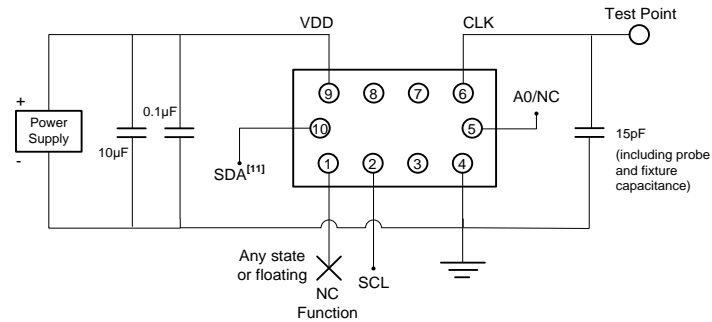 Test Point
VDD
CLK
9
8
7
6
A0/NC
+
Power
Supply
-
10µF
0.1µF
10
5
15pF
(including probe
and fixture
capacitance)
SDA[11]
1
2
3
4
Any state
or floating
NC
Function
SCL